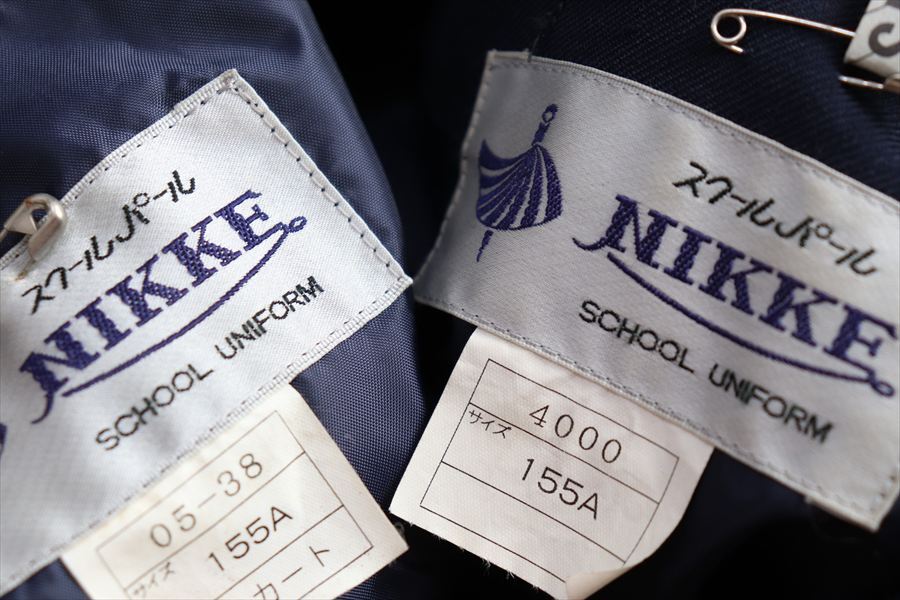 スクールパール
NIKKE
SCHOOL UNIFORM
05-38
サイズ 155A
カート
スクールパール
NIKKE
SCHOOL UNIFORM
4000
サイズ 155A